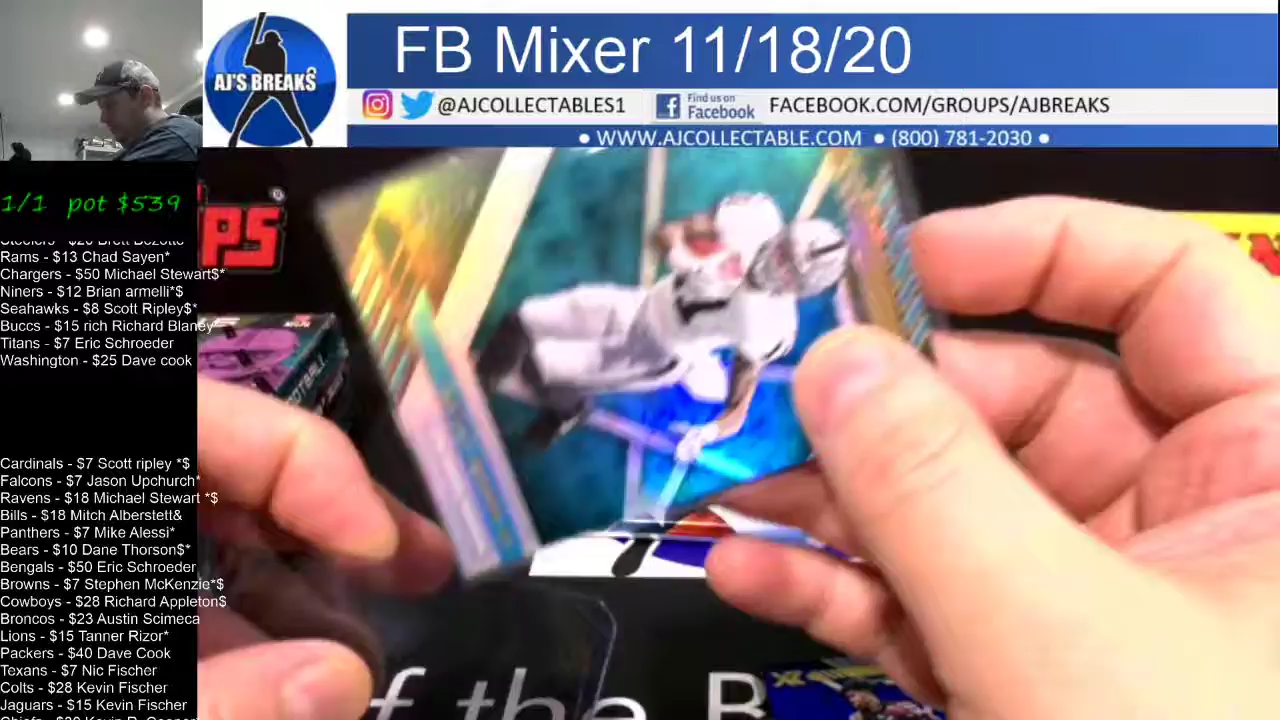 AJ'S BREAKS
FB Mixer 11/18/20
@AJCOLLECTABLES1
Find us on
Facebook
FACEBOOK.COM/GROUPS/AJBREAKS
• WWW.AJCOLLECTABLE.COM • (800) 781-2030 •
1/1 pot $539
Steelers - $20 Brett Bezotte
Rams - $13 Chad Sayen*
Chargers - $50 Michael Stewart$*
Niners - $12 Brian armelli*$
Seahawks - $8 Scott Ripley$*
Buccs - $15 rich Richard Blaney
Titans - $7 Eric Schroeder
Washington - $25 Dave cook
Cardinals - $7 Scott ripley *$
Falcons - $7 Jason Upchurch*
Ravens - $18 Michael Stewart *$
Bills - $18 Mitch Alberstett&
Panthers - $7 Mike Alessi*
Bears - $10 Dane Thorson$*
Bengals - $50 Eric Schroeder
Browns - $7 Stephen McKenzie*$
Cowboys - $28 Richard Appleton$
Broncos - $23 Austin Scimeca
Lions - $15 Tanner Rizor*
Packers - $40 Dave Cook
Texans - $7 Nic Fischer
Colts - $28 Kevin Fischer
Jaguars - $15 Kevin Fischer
PS
f the B